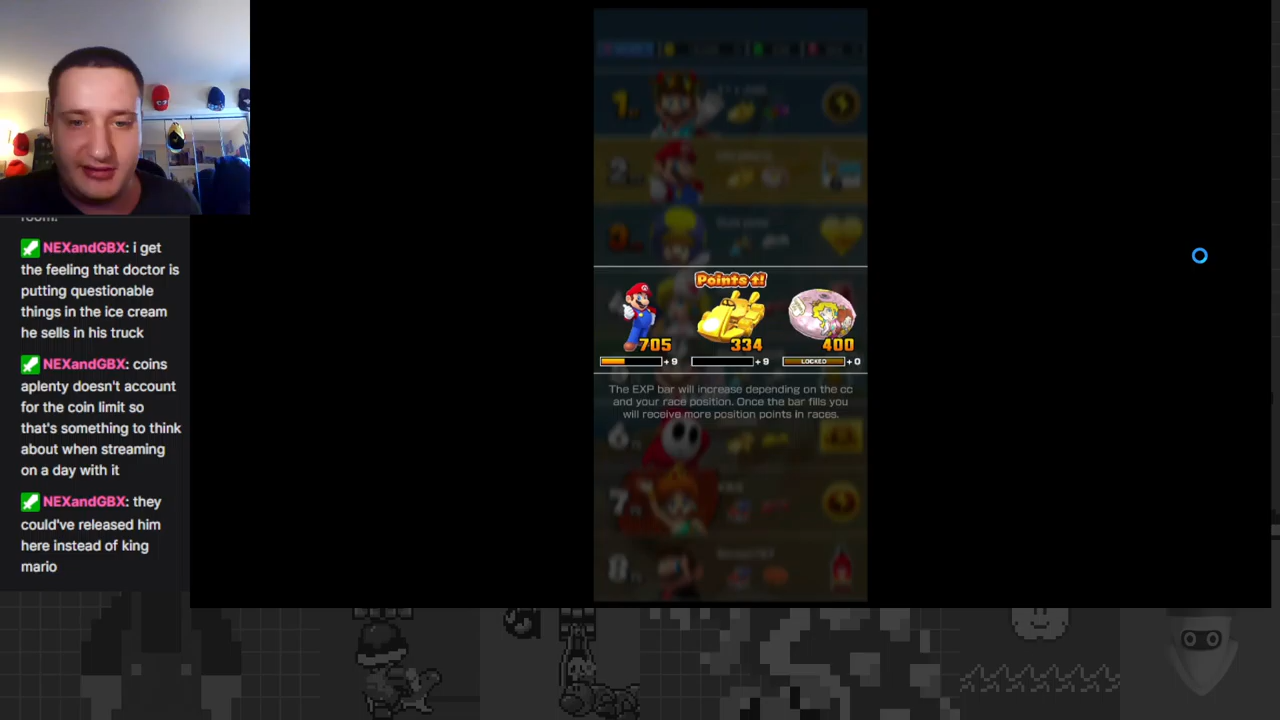 room!
NEXandGBX: i get
the feeling that doctor is
putting questionable
things in the ice cream
he sells in his truck
NEXandGBX: coins
aplenty doesn't account
for the coin limit so
that's something to think
about when streaming
on a day with it
NEXandGBX: they
could've released him
here instead of king
mario
1
2
3
Points↑!
705 334 400
+9 +9 LOCKED +0
The EXP bar will increase depending on the cc
and your race position. Once the bar fills you
will receive more position points in races.
6
7
8